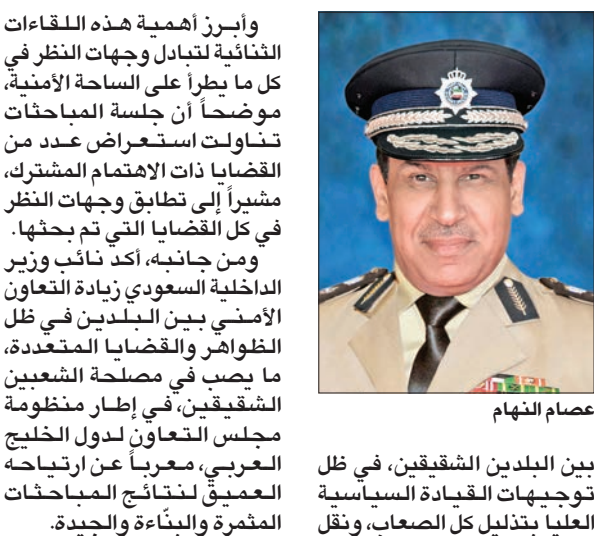 عصام النهام
بين البلدين الشقيقين، في ظل
توجيهات القيادة السياسية
العليا بتذليل كل الصعاب، ونقل
وأبرز أهمية هذه اللقاءات
الثنائية لتبادل وجهات النظر في
كل ما يطرأ على الساحة الأمنية،
موضحاً أن جلسة المباحثات
تناولت استعراض عدد من
القضايا ذات الاهتمام المشترك،
مشيراً إلى تطابق وجهات النظر
في كل القضايا التي تم بحثها.
ومن جانبه، أكد نائب وزير
الداخلية السعودي زيادة التعاون
الأمني بين البلدين في ظل
الظواهر والقضايا المتعددة،
ما يصب في مصلحة الشعبين
الشقيقين، في إطار منظومة
مجلس التعاون لدول الخليج
العربي، معرباً عن ارتياحه
العميق لنتائج المباحثات
المثمرة والبنّاءة والجيدة.